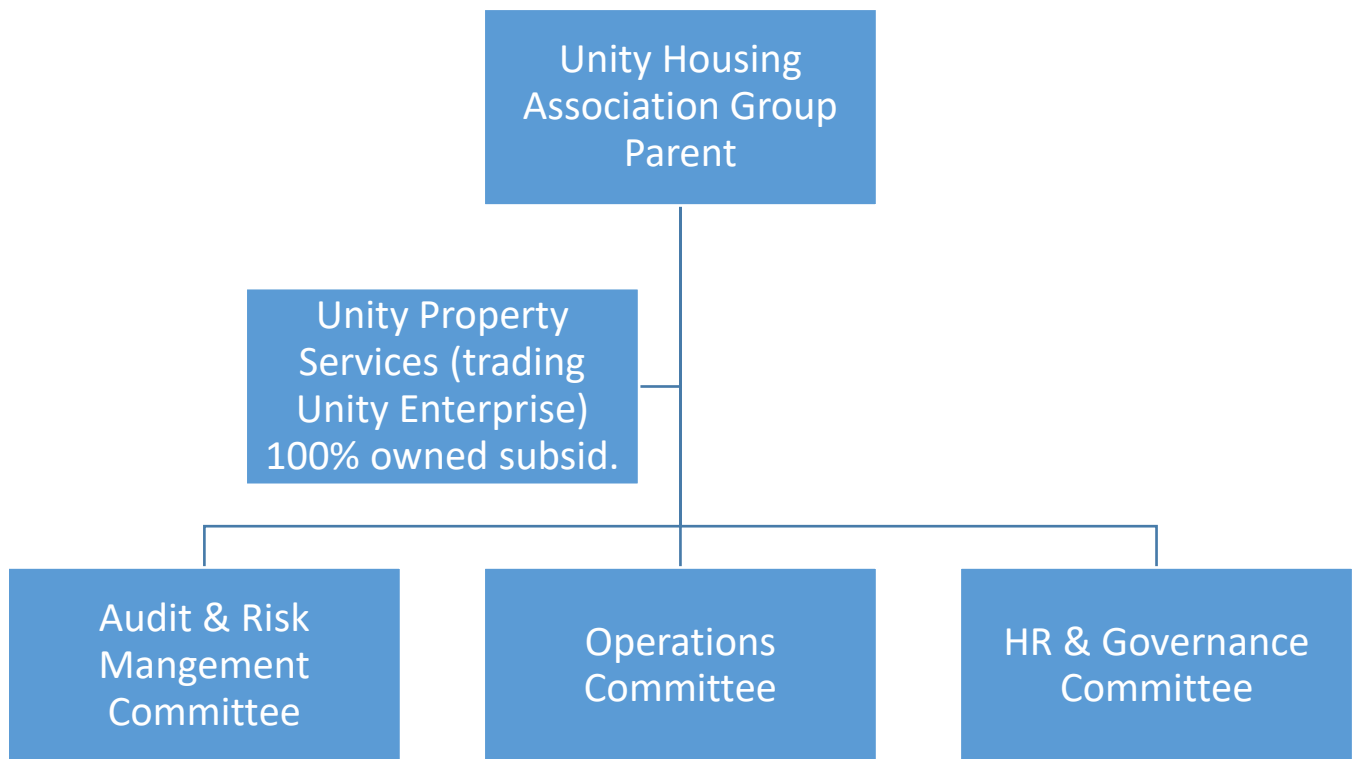 Unity Housing
Association Group
Parent
Unity Property
Services (trading
Unity Enterprise)
100% owned subsid.
Audit & Risk
Mangement
Committee
Operations
Committee
HR & Governance
Committee